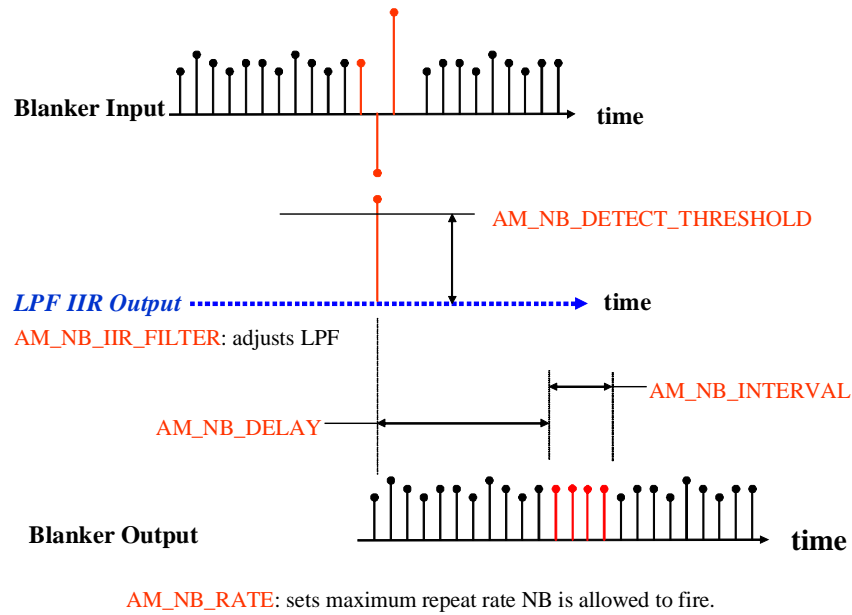 Blanker Input
time
AM_NB_DETECT_THRESHOLD
LPF IIR Output
time
AM_NB_IIR_FILTER: adjusts LPF
AM_NB_INTERVAL
AM_NB_DELAY
Blanker Output
time
AM_NB_RATE: sets maximum repeat rate NB is allowed to fire.